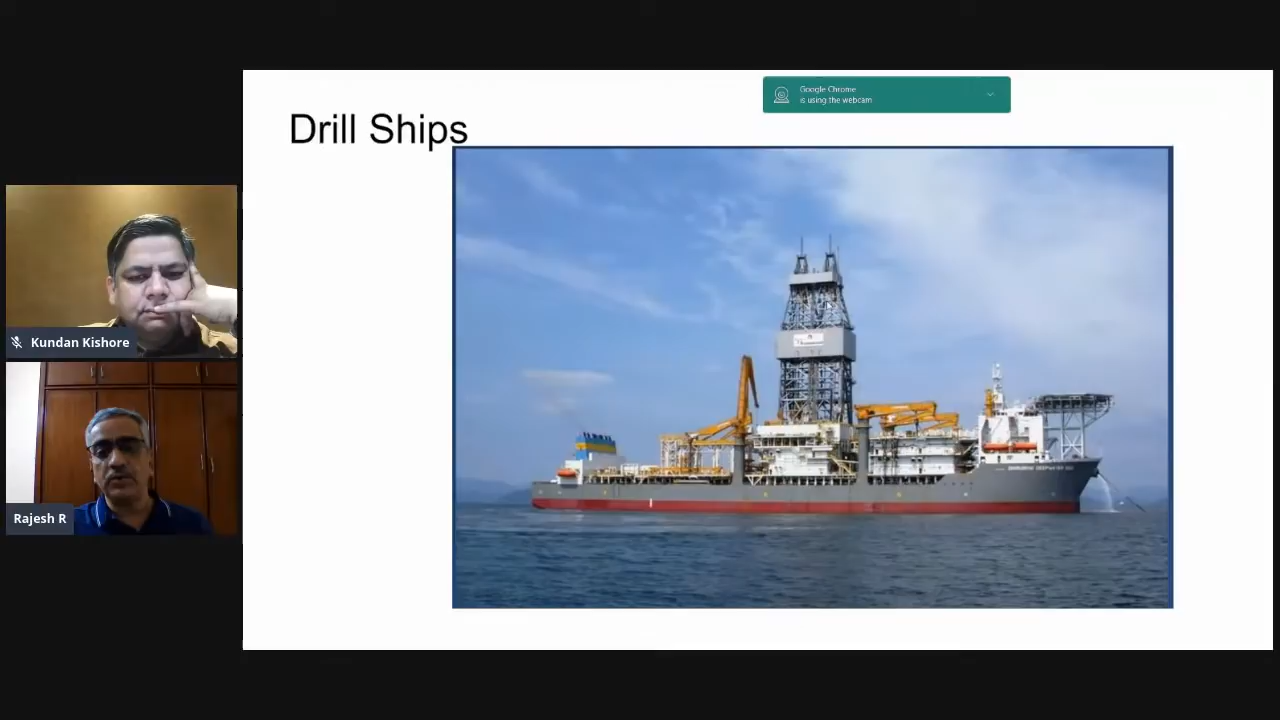 Drill Ships
Google Chrome
is using the webcam
Kundan Kishore
Rajesh R